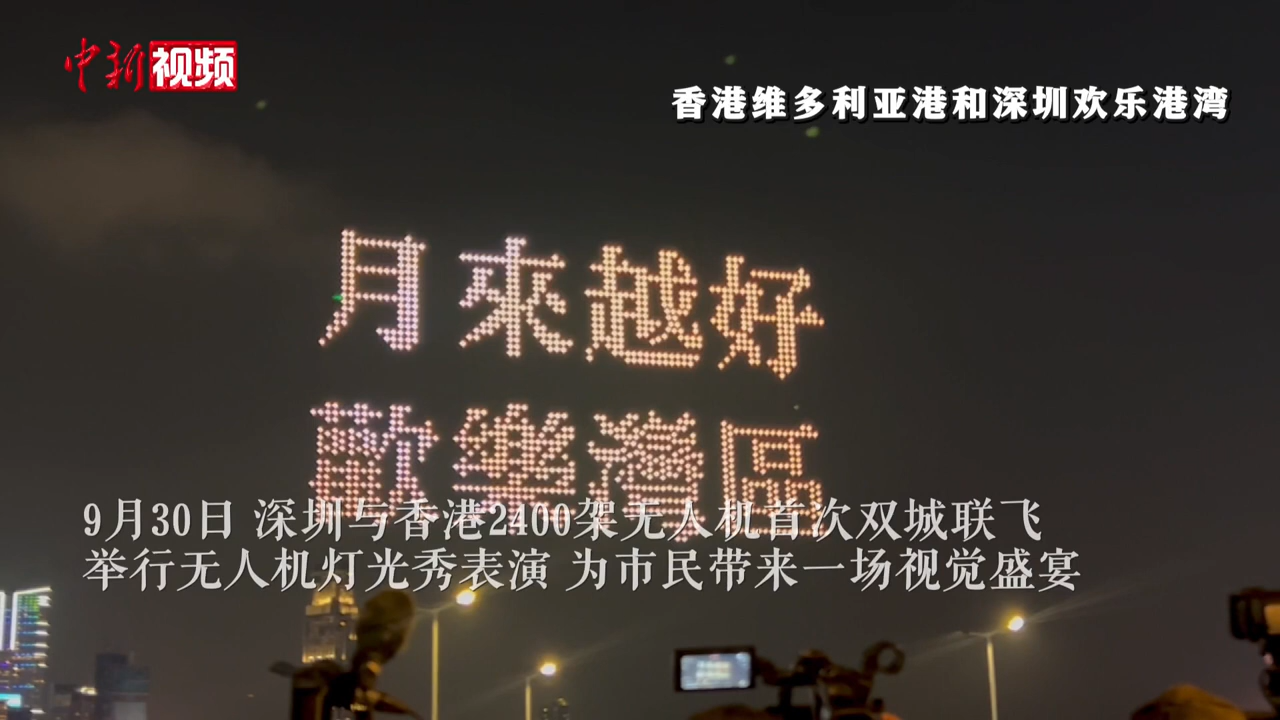 中新视频
香港维多利亚港和深圳欢乐港湾
月來越好
歡樂灣區
9月30日 深圳与香港2400架无人机首次双城联飞
举行无人机灯光秀表演 为市民带来一场视觉盛宴